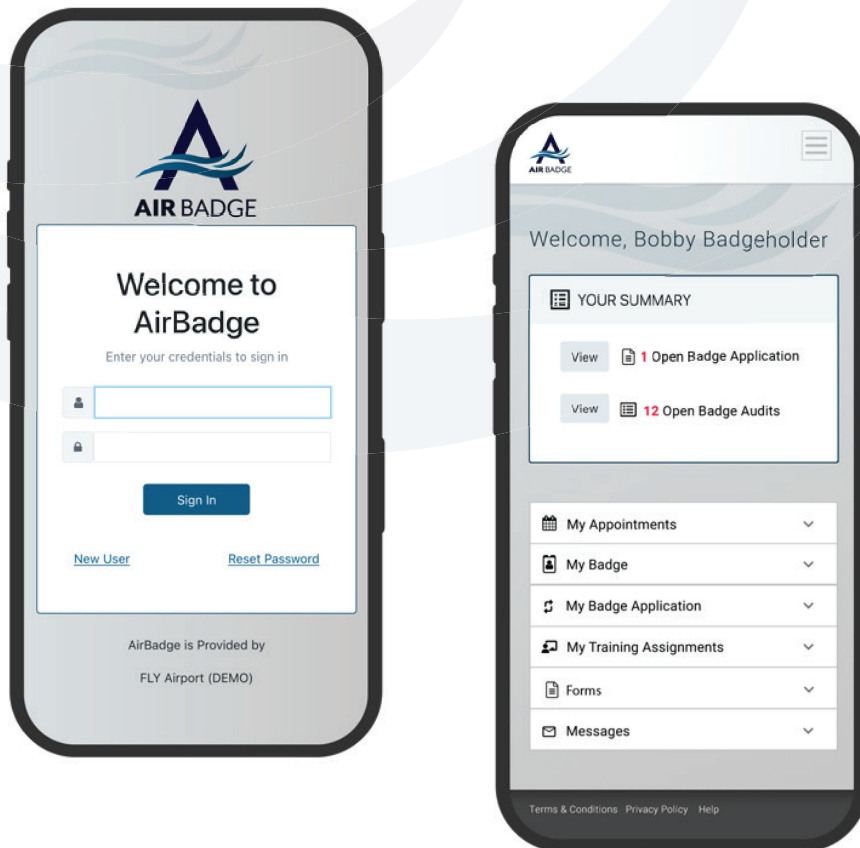 AIR BADGE
Welcome to
AirBadge
Enter your credentials to sign in
Sign In
New User Reset Password
AirBadge is Provided by
FLY Airport (DEMO)
AIR BADGE
Welcome, Bobby Badgeholder
YOUR SUMMARY
View 1 Open Badge Application
View 12 Open Badge Audits
My Appointments
My Badge
My Badge Application
My Training Assignments
Forms
Messages
Terms & Conditions Privacy Policy Help